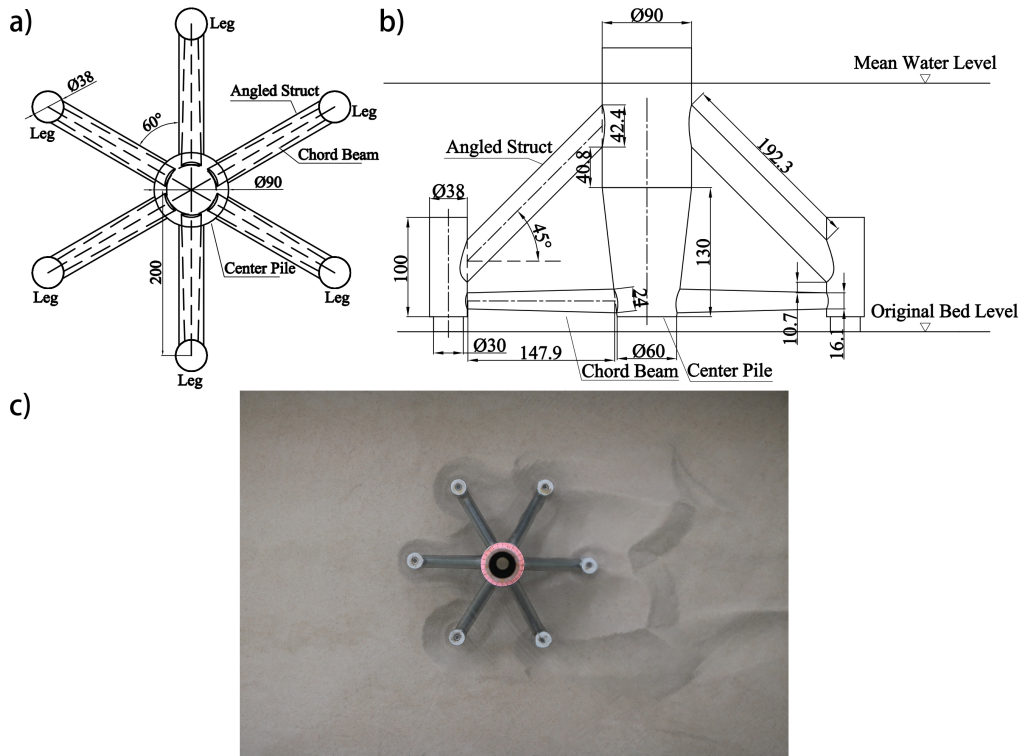 a)
Leg
Ø38
Leg
60°
Angled Struct
Leg
Chord Beam
Ø90
200
Center Pile
Leg
Leg
Leg
b)
Ø90
Mean Water Level
Angled Struct
42.4
40.8
192.3
Ø38
45°
100
130
24
10.7
16.1
Original Bed Level
Ø30
147.9
Ø60
Chord Beam
Center Pile
c)